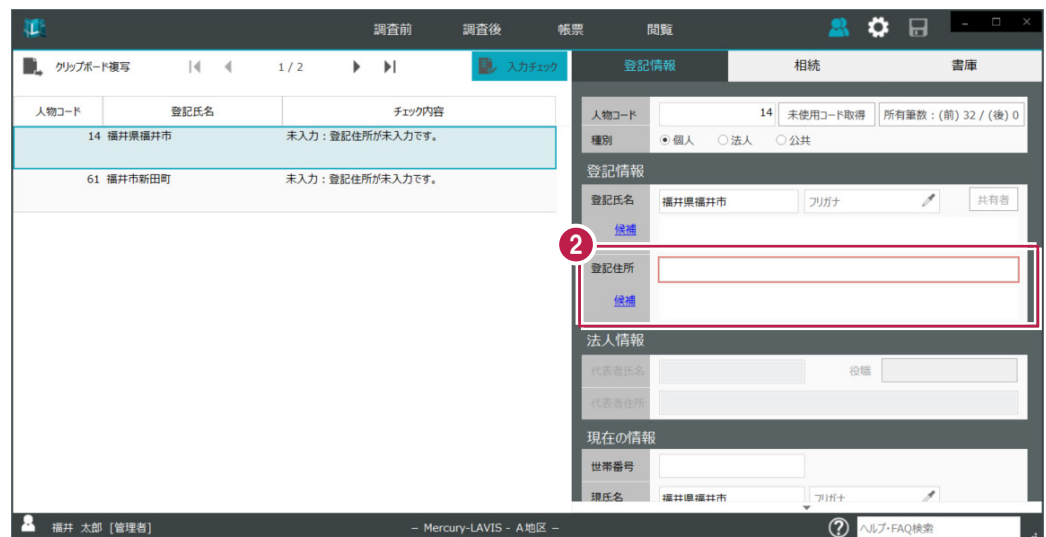 調査前 調査後 帳票 閲覧
クリップボード複写 1 / 2 入力チェック
登記情報 相続 書庫
人物コード 登記氏名 チェック内容
14 福井県福井市 未入力：登記住所が未入力です。
61 福井市新田町 未入力：登記住所が未入力です。
人物コード 14 未使用コード取得 所有筆数：(前) 32 / (後) 0
種別 個人 法人 公共
登記情報
登記氏名 福井県福井市 フリガナ 共有者
候補
2
登記住所
候補
法人情報
代表者氏名 役職
代表者住所
現在の情報
世帯番号
現氏名 福井県福井市 フリガナ
福井 太郎 [管理者] － Mercury-LAVIS - A地区 － ? ヘルプ・FAQ検索